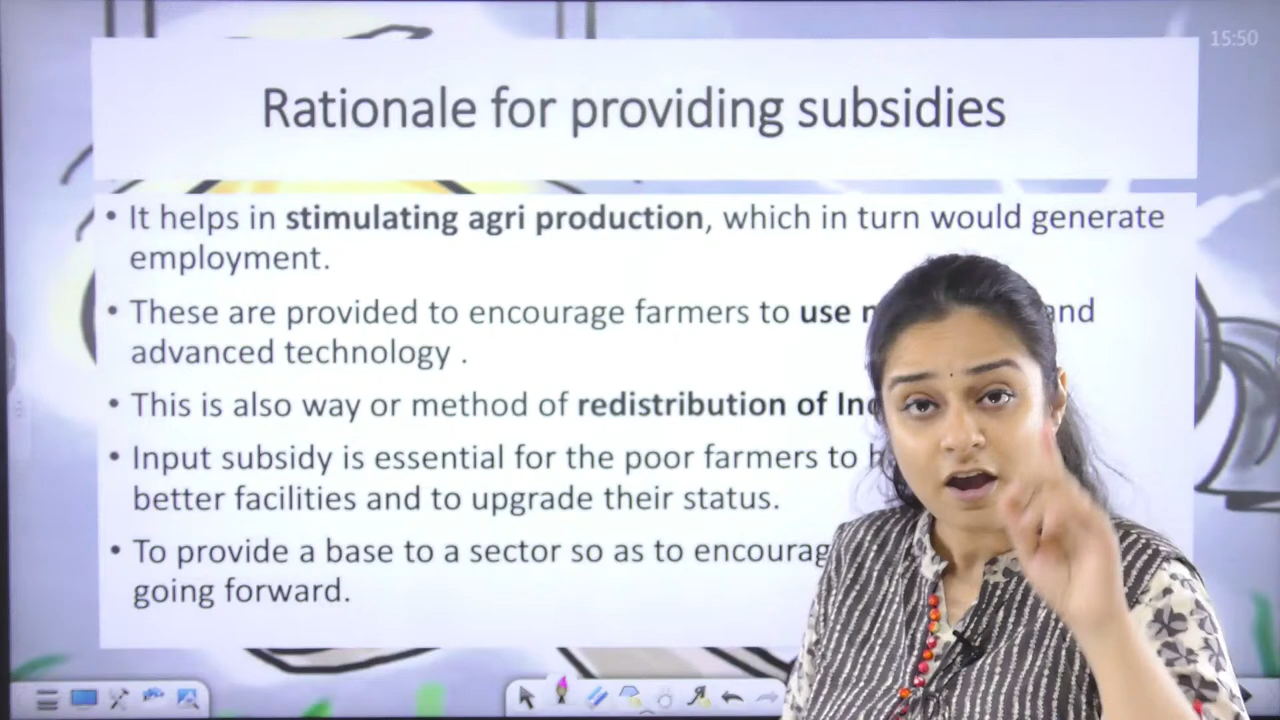 15:50
Rationale for providing subsidies
• It helps in stimulating agri production, which in turn would generate
employment.
• These are provided to encourage farmers to use and
advanced technology .
• This is also way or method of redistribution of
• Input subsidy is essential for the poor farmers to
better facilities and to upgrade their status.
• To provide a base to a sector so as to
going forward.